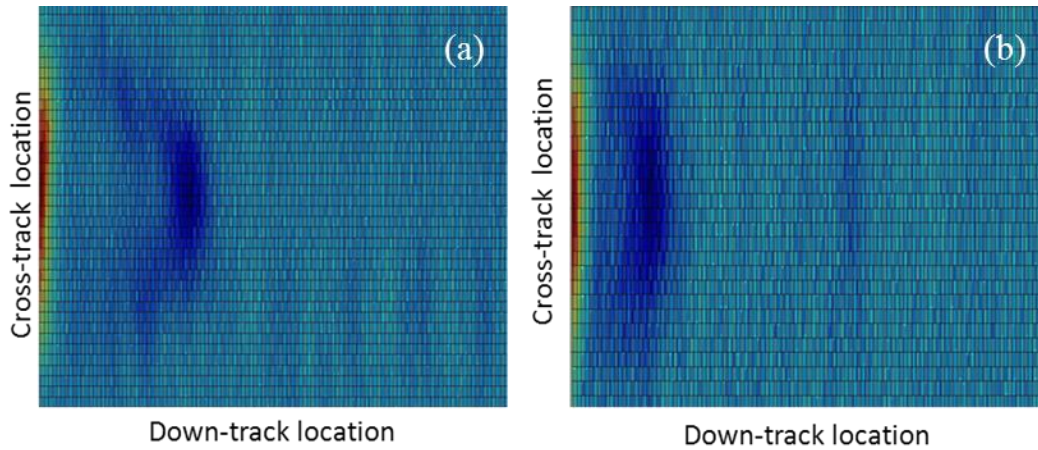 (a)
Cross-track location
Down-track location
(b)
Cross-track location
Down-track location